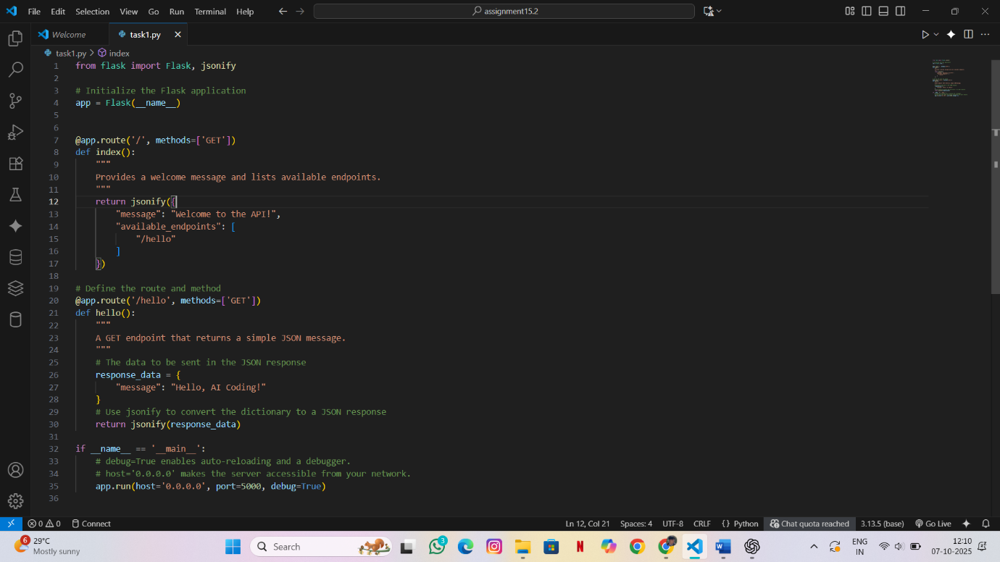 File Edit Selection View Go Run Terminal Help
assignment15.2
Welcome
task1.py
task1.py > index
1 from flask import Flask, jsonify
2
3 # Initialize the Flask application
4 app = Flask(__name__)
5
6
7 @app.route('/', methods=['GET'])
8 def index():
9 """
10 Provides a welcome message and lists available endpoints.
11 """
12 return jsonify({
13 "message": "Welcome to the API!",
14 "available_endpoints": [
15 "/hello"
16 ]
17 })
18
19 # Define the route and method
20 @app.route('/hello', methods=['GET'])
21 def hello():
22 """
23 A GET endpoint that returns a simple JSON message.
24 """
25 # The data to be sent in the JSON response
26 response_data = {
27 "message": "Hello, AI Coding!"
28 }
29 # Use jsonify to convert the dictionary to a JSON response
30 return jsonify(response_data)
31
32 if __name__ == '__main__':
33 # debug=True enables auto-reloading and a debugger.
34 # host='0.0.0.0' makes the server accessible from your network.
35 app.run(host='0.0.0.0', port=5000, debug=True)
36
0 0 Connect Ln 12, Col 21 Spaces: 4 UTF-8 CRLF {} Python Chat quota reached 3.13.5 (base) Go Live
6 29°C
Mostly sunny
Search
3
N
W
ENG
IN
12:10
07-10-2025